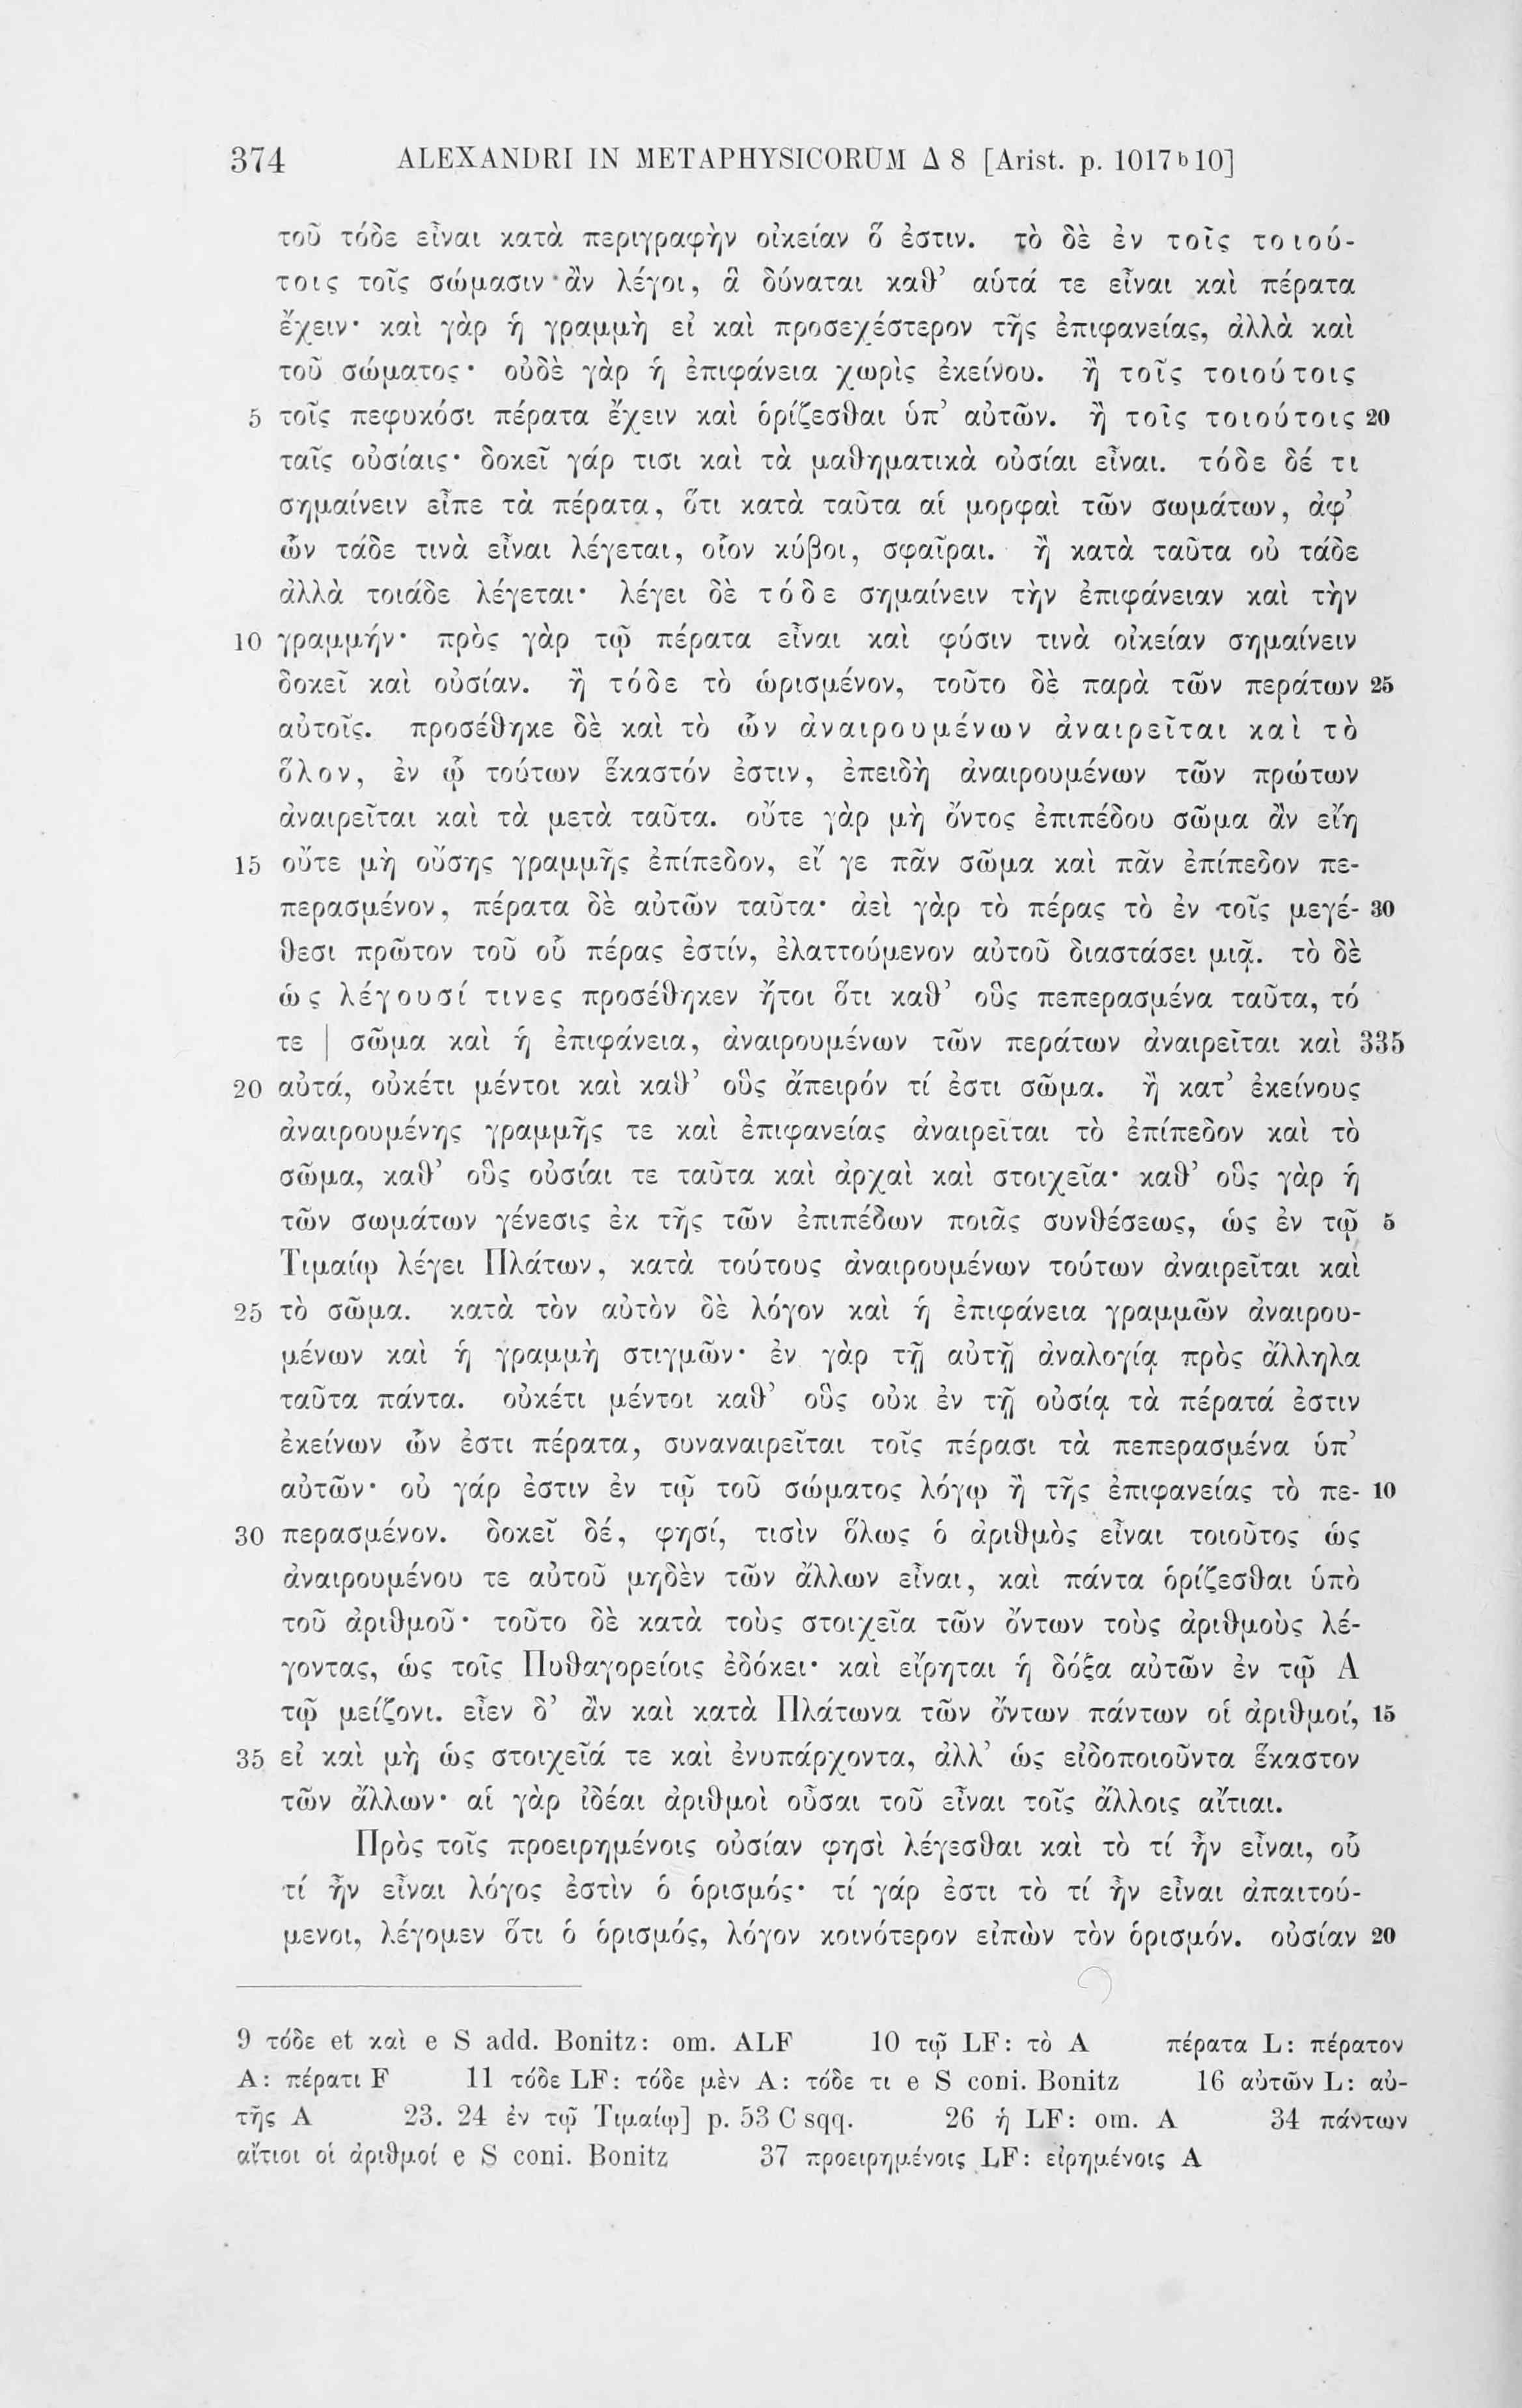 374 ALEXANDRI IN METAPHYSICORUM Δ 8 [Arist. p. 1017 b 10]
τοῦ τόδε εἶναι κατὰ περιγραφὴν οἰκείαν ὅ ἐστιν. τὸ δὲ ἐν τοῖς τοιού-
τοις τοῖς σώμασιν ἂν λέγοι, ἃ δύναται καθ’ αὑτά τε εἶναι καὶ πέρατα
ἔχειν· καὶ γὰρ ἡ γραμμὴ εἰ καὶ προσεχέστερον τῆς ἐπιφανείας, ἀλλὰ καὶ
τοῦ σώματος· οὐδὲ γὰρ ἡ ἐπιφάνεια χωρὶς ἐκείνου. ἢ τοῖς τοιούτοις
5 τοῖς πεφυκόσι πέρατα ἔχειν καὶ ὁρίζεσθαι ὑπ’ αὐτῶν. ἢ τοῖς τοιούτοις 20
ταῖς οὐσίαις· δοκεῖ γάρ τισι καὶ τὰ μαθηματικὰ οὐσίαι εἶναι. τόδε δέ τι
σημαίνειν εἶπε τὰ πέρατα, ὅτι κατὰ ταῦτα αἱ μορφαὶ τῶν σωμάτων, ἀφ’
ὧν τάδε τινὰ εἶναι λέγεται, οἷον κύβοι, σφαῖραι. ἢ κατὰ ταῦτα οὐ τάδε
ἀλλὰ τοιάδε λέγεται· λέγει δὲ τόδε σημαίνειν τὴν ἐπιφάνειαν καὶ τὴν
10 γραμμήν· πρὸς γὰρ τῷ πέρατα εἶναι καὶ φύσιν τινὰ οἰκείαν σημαίνειν
δοκεῖ καὶ οὐσίαν. ἢ τόδε τὸ ὡρισμένον, τοῦτο δὲ παρὰ τῶν περάτων 25
αὐτοῖς. προσέθηκε δὲ καὶ τὸ ὧν ἀναιρουμένων ἀναιρεῖται καὶ τὸ
ὅλον, ἐν ᾧ τούτων ἕκαστόν ἐστιν, ἐπειδὴ ἀναιρουμένων τῶν πρώτων
ἀναιρεῖται καὶ τὰ μετὰ ταῦτα. οὔτε γὰρ μὴ ὄντος ἐπιπέδου σῶμα ἂν εἴη
15 οὔτε μὴ οὔσης γραμμῆς ἐπίπεδον, εἴ γε πᾶν σῶμα καὶ πᾶν ἐπίπεδον πε-
περασμένον, πέρατα δὲ αὐτῶν ταῦτα· ἀεὶ γὰρ τὸ πέρας τὸ ἐν τοῖς μεγέ- 30
θεσι πρῶτον τοῦ οὗ πέρας ἐστίν, ἐλαττούμενον αὐτοῦ διαστάσει μιᾷ. τὸ δὲ
ὡς λέγουσί τινες προσέθηκεν ἤτοι ὅτι καθ’ οὓς πεπερασμένα ταῦτα, τό
τε | σῶμα καὶ ἡ ἐπιφάνεια, ἀναιρουμένων τῶν περάτων ἀναιρεῖται καὶ 335
20 αὐτά, οὐκέτι μέντοι καὶ καθ’ οὓς ἄπειρόν τί ἐστι σῶμα. ἢ κατ’ ἐκείνους
ἀναιρουμένης γραμμῆς τε καὶ ἐπιφανείας ἀναιρεῖται τὸ ἐπίπεδον καὶ τὸ
σῶμα, καθ’ οὓς οὐσίαι τε ταῦτα καὶ ἀρχαὶ καὶ στοιχεῖα· καθ’ οὓς γὰρ ἡ
τῶν σωμάτων γένεσις ἐκ τῆς τῶν ἐπιπέδων ποιᾶς συνθέσεως, ὡς ἐν τῷ 5
Τιμαίῳ λέγει Πλάτων, κατὰ τούτους ἀναιρουμένων τούτων ἀναιρεῖται καὶ
25 τὸ σῶμα. κατὰ τὸν αὐτὸν δὲ λόγον καὶ ἡ ἐπιφάνεια γραμμῶν ἀναιρου-
μένων καὶ ἡ γραμμὴ στιγμῶν· ἐν γὰρ τῇ αὐτῇ ἀναλογίᾳ πρὸς ἄλληλα
ταῦτα πάντα. οὐκέτι μέντοι καθ’ οὓς οὐκ ἐν τῇ οὐσίᾳ τὰ πέρατά ἐστιν
ἐκείνων ὧν ἐστι πέρατα, συναναιρεῖται τοῖς πέρασι τὰ πεπερασμένα ὑπ’
αὐτῶν· οὐ γάρ ἐστιν ἐν τῷ τοῦ σώματος λόγῳ ἢ τῆς ἐπιφανείας τὸ πε- 10
30 περασμένον. δοκεῖ δέ, φησί, τισὶν ὅλως ὁ ἀριθμὸς εἶναι τοιοῦτος ὡς
ἀναιρουμένου τε αὐτοῦ μηδὲν τῶν ἄλλων εἶναι, καὶ πάντα ὁρίζεσθαι ὑπὸ
τοῦ ἀριθμοῦ· τοῦτο δὲ κατὰ τοὺς στοιχεῖα τῶν ὄντων τοὺς ἀριθμοὺς λέ-
γοντας, ὡς τοῖς Πυθαγορείοις ἐδόκει· καὶ εἴρηται ἡ δόξα αὐτῶν ἐν τῷ Α
τῷ μείζονι. εἶεν δ’ ἂν καὶ κατὰ Πλάτωνα τῶν ὄντων πάντων οἱ ἀριθμοί, 15
35 εἰ καὶ μὴ ὡς στοιχεῖά τε καὶ ἐνυπάρχοντα, ἀλλ’ ὡς εἰδοποιοῦντα ἕκαστον
τῶν ἄλλων· αἱ γὰρ ἰδέαι ἀριθμοὶ οὖσαι τοῦ εἶναι τοῖς ἄλλοις αἴτιαι.
Πρὸς τοῖς προειρημένοις οὐσίαν φησὶ λέγεσθαι καὶ τὸ τί ἦν εἶναι, οὗ
τί ἦν εἶναι λόγος ἐστὶν ὁ ὁρισμός· τί γάρ ἐστι τὸ τί ἦν εἶναι ἀπαιτού-
μενοι, λέγομεν ὅτι ὁ ὁρισμός, λόγον κοινότερον εἰπὼν τὸν ὁρισμόν. οὐσίαν 20
9 τόδε et καὶ e S add. Bonitz: om. ALF 10 τῷ LF: τὸ A πέρατα L: πέρατον
A: πέρατι F 11 τόδε LF: τόδε μὲν A: τόδε τι e S coni. Bonitz 16 αὐτῶν L: αὐ-
τῆς A 23. 24 ἐν τῷ Τιμαίῳ] p. 53 C sqq. 26 ἡ LF: om. A 34 πάντων
αἴτιοι οἱ ἀριθμοί e S coni. Bonitz 37 προειρημένοις LF: εἰρημένοις A